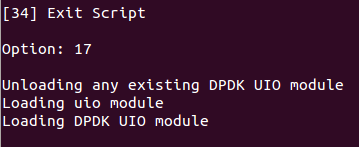 [34] Exit Script
Option: 17
Unloading any existing DPDK UIO module
Loading uio module
Loading DPDK UIO module